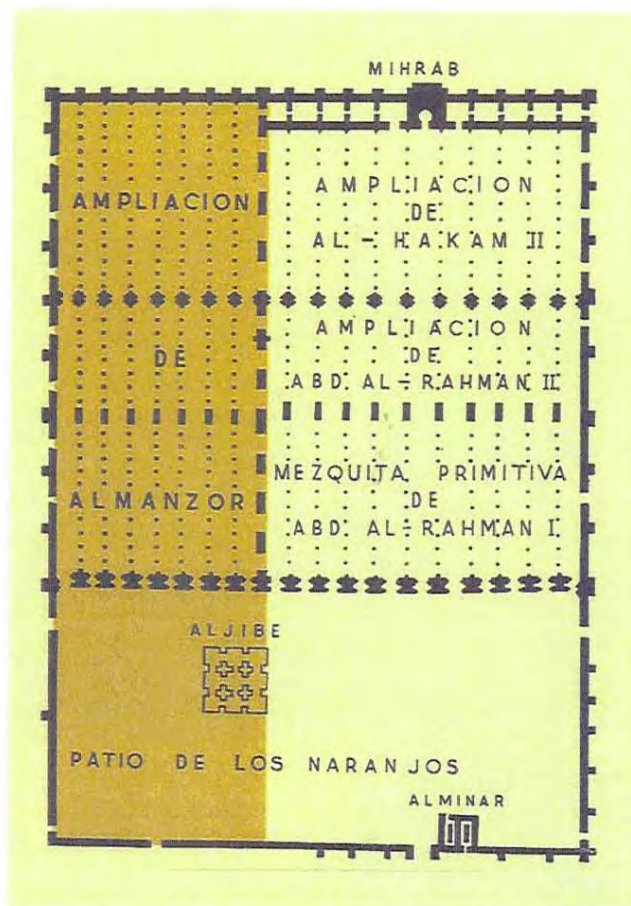 MIHRAB
AMPLIACION
DE
ALMANZOR
AMPLIACION
DE
AL-HAKAM II
AMPLIACION
DE
ABD AL-RAHMAN II
MEZQUITA PRIMITIVA
DE
ABD AL-RAHMAN I
ALJIBE
PATIO DE LOS NARANJOS
ALMINAR